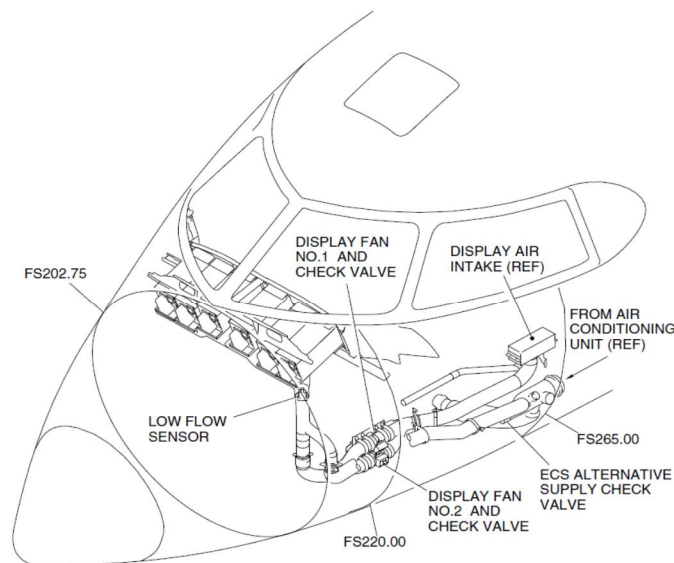 DISPLAY FAN
NO.1 AND
CHECK VALVE
DISPLAY AIR
INTAKE (REF)
FS202.75
FROM AIR
CONDITIONING
UNIT (REF)
LOW FLOW
SENSOR
FS265.00
ECS ALTERNATIVE
SUPPLY CHECK
VALVE
DISPLAY FAN
NO.2 AND
CHECK VALVE
FS220.00